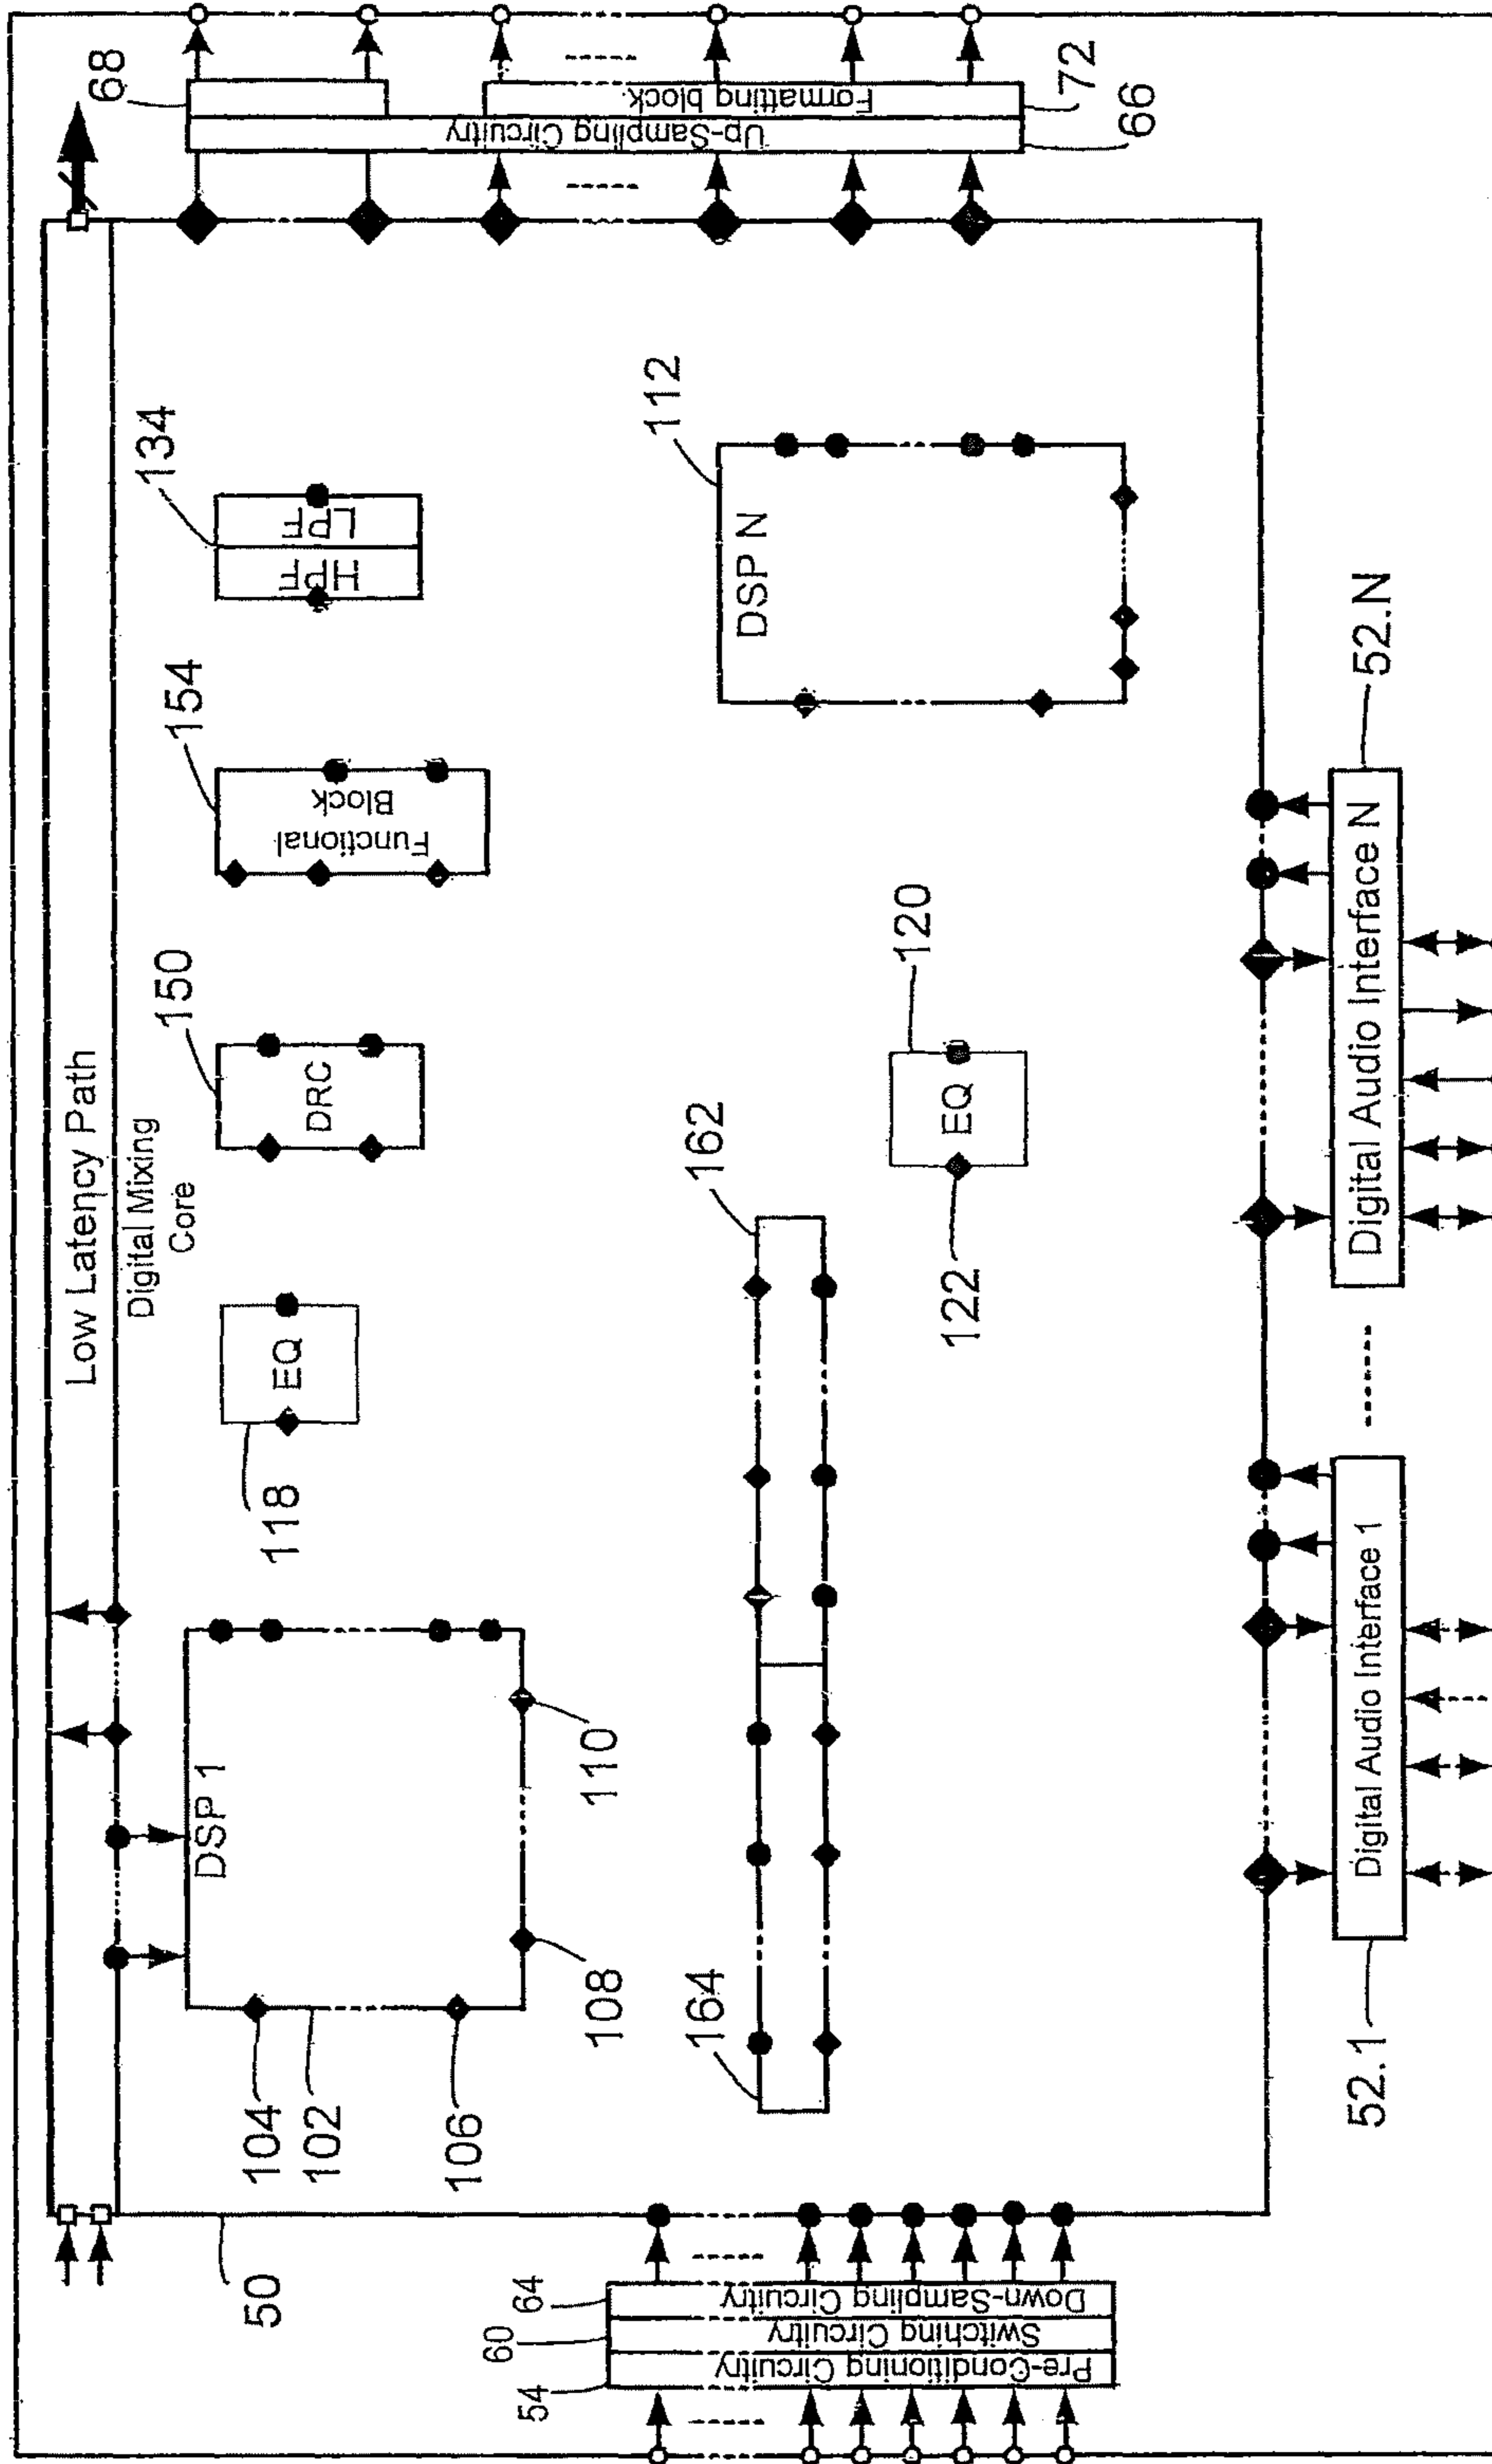 68
Low Latency Path
Digital Mixing
Core
DSP 1
118
EQ
150
DRC
154
Functional
Block
134
HPF
LPF
Up-Sampling Circuitry
Formatting block
72
66
104
102
106
108
110
50
164
162
EQ
120
122
DSP N
112
54
60
64
Pre-Conditioning Circuitry
Switching Circuitry
Down-Sampling Circuitry
52.1
Digital Audio Interface 1
Digital Audio Interface N
52.N